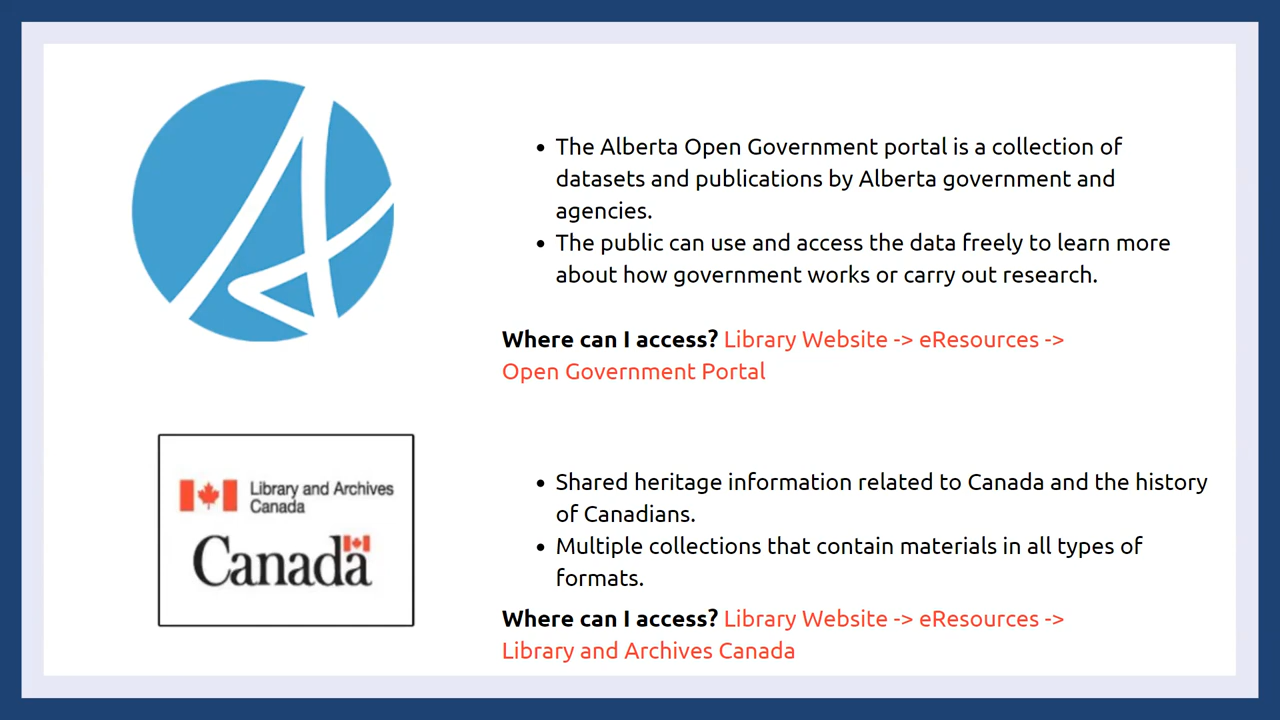 • The Alberta Open Government portal is a collection of
datasets and publications by Alberta government and
agencies.
• The public can use and access the data freely to learn more
about how government works or carry out research.
Where can I access? Library Website -> eResources ->
Open Government Portal
Library and Archives
Canada
Canada
• Shared heritage information related to Canada and the history
of Canadians.
• Multiple collections that contain materials in all types of
formats.
Where can I access? Library Website -> eResources ->
Library and Archives Canada